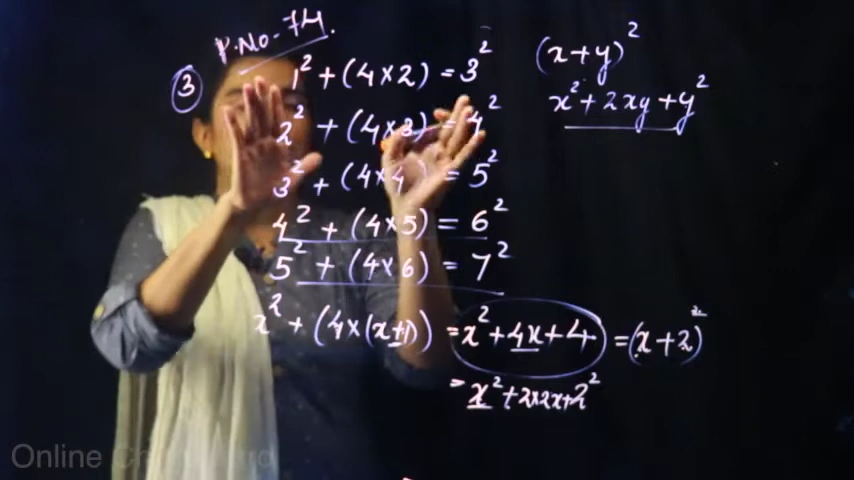 P.No-74.
③ 1² + (4×2) = 3²
2² + (4×3) = 4²
3² + (4×4) = 5²
4² + (4×5) = 6²
5² + (4×6) = 7²
x² + (4×(x+1)) = x² + 4x + 4 = (x+2)²
= x² + 2×2x+2²
(x+y)²
x² + 2xy + y²
Online